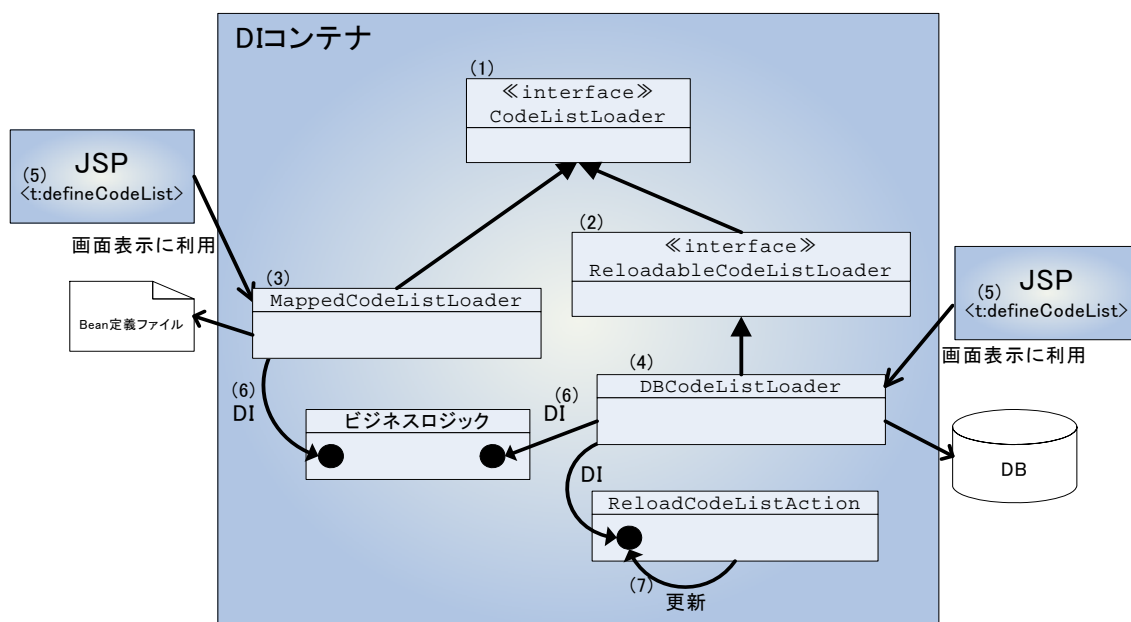 DIコンテナ
(1)
≪interface≫
CodeListLoader
JSP
(5)
<t:defineCodeList>
画面表示に利用
(2)
≪interface≫
ReloadableCodeListLoader
(3)
MappedCodeListLoader
Bean定義ファイル
(5)
JSP
<t:defineCodeList>
画面表示に利用
(4)
DBCodeListLoader
(6)
DI
ビジネスロジック
(6)
DI
DB
DI
ReloadCodeListAction
(7)
更新